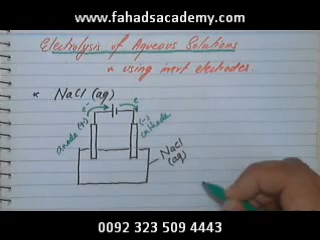 www.fahadsacademy.com
Electrolysis of Aqueous Solutions
using inert electrodes.
NaCl (aq)
e⁻
e
anode (+)
(-) cathode
NaCl
(aq)
0092 323 509 4443